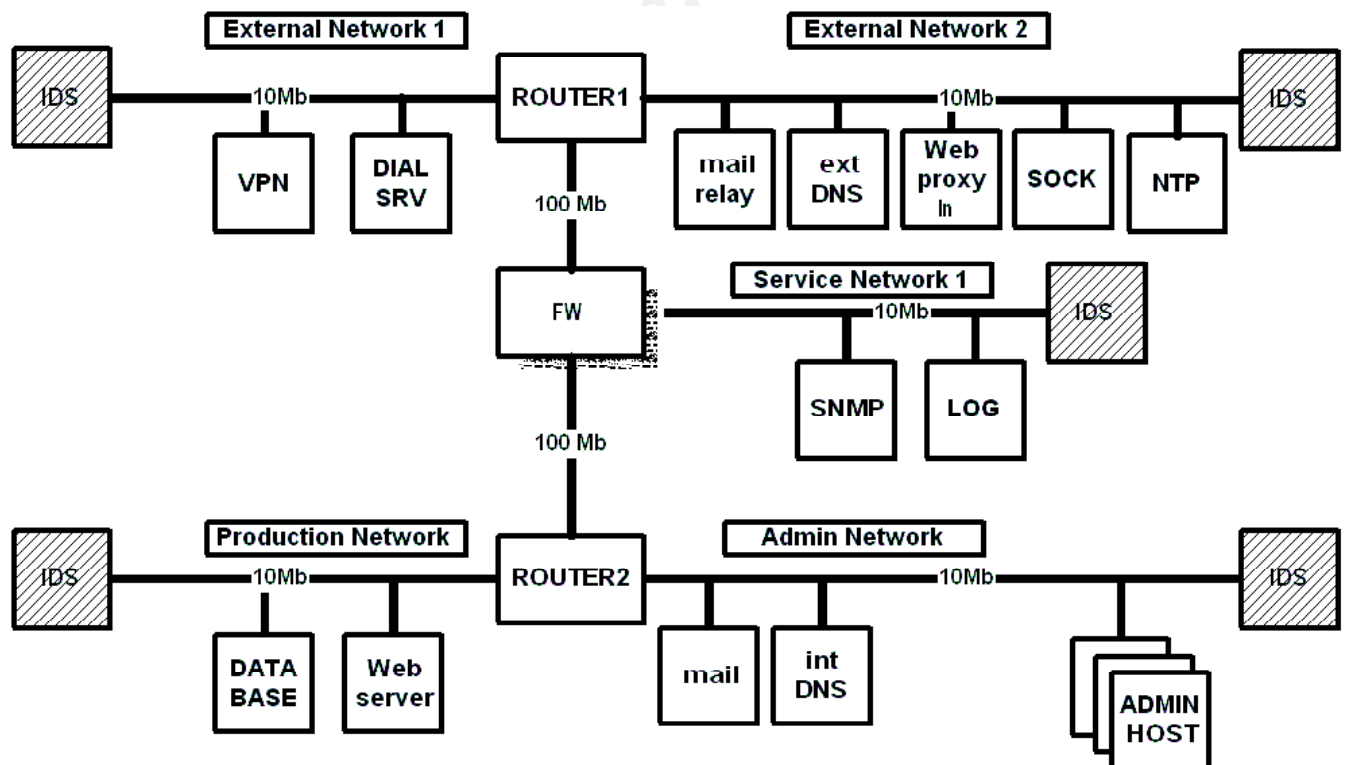 External Network 1
External Network 2
IDS
10Mb
ROUTER1
10Mb
IDS
VPN
DIAL
SRV
mail
relay
ext
DNS
Web
proxy
In
SOCK
NTP
100 Mb
Service Network 1
FW
10Mb
IDS
SNMP
LOG
100 Mb
Production Network
Admin Network
IDS
10Mb
ROUTER2
10Mb
IDS
DATA
BASE
Web
server
mail
int
DNS
ADMIN
HOST